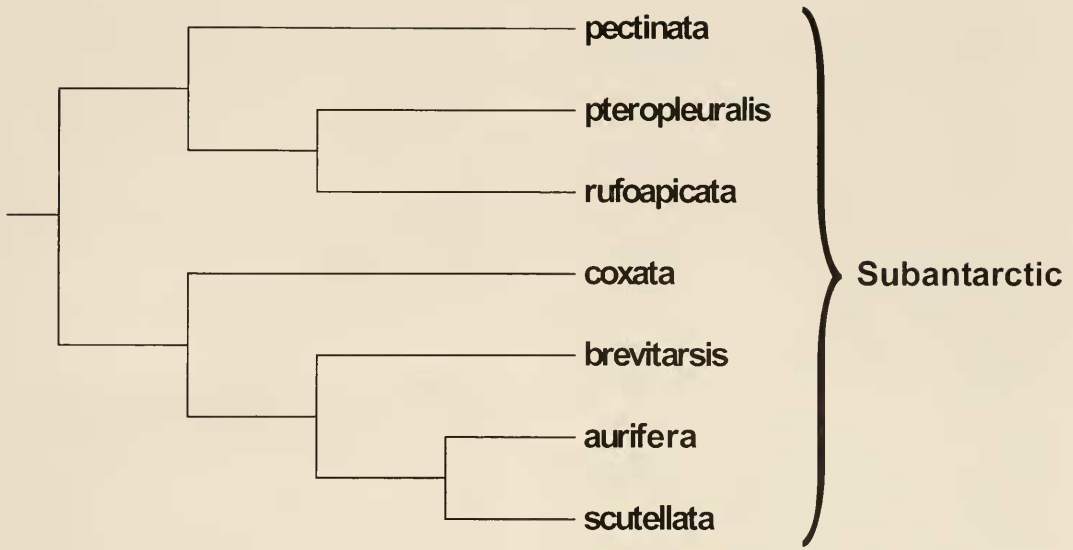 pectinata
pteropleuralis
rufoapicata
coxata
Subantarctic
brevitarsis
aurifera
scutellata